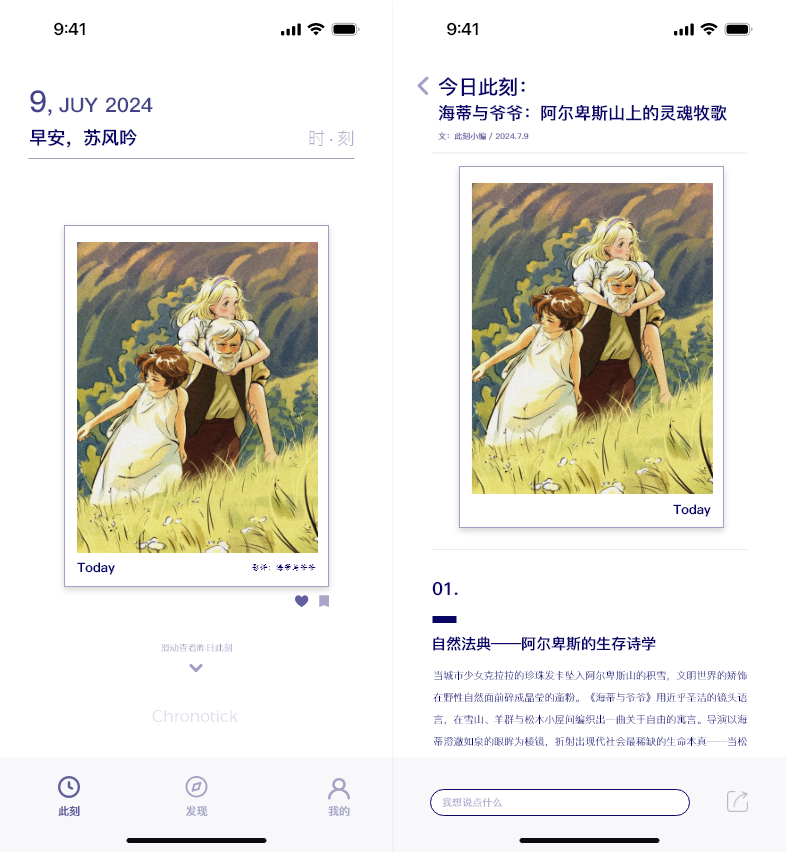 9:41
9, JUY 2024
早安，苏风吟
时 · 刻
Today
滑动查看昨日此刻
Chronotick
此刻
发现
我的
9:41
今日此刻：
海蒂与爷爷：阿尔卑斯山上的灵魂牧歌
文：此刻小编 / 2024.7.9
Today
01.
自然法典——阿尔卑斯的生存诗学
当城市少女克拉拉的珍珠发卡坠入阿尔卑斯山的积雪，文明世界的矫饰
在野性自然面前碎成晶莹的齑粉。《海蒂与爷爷》用近乎圣洁的镜头语
言，在雪山、羊群与松木小屋间编织出一曲关于自由的寓言。导演以海
蒂澄澈如泉的眼眸为棱镜，折射出现代社会最稀缺的生命本真——当松
我想说点什么